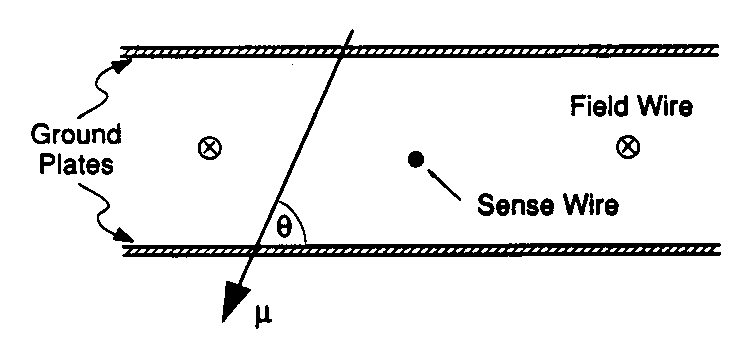 Field Wire
Ground
Plates
Sense Wire
θ
μ